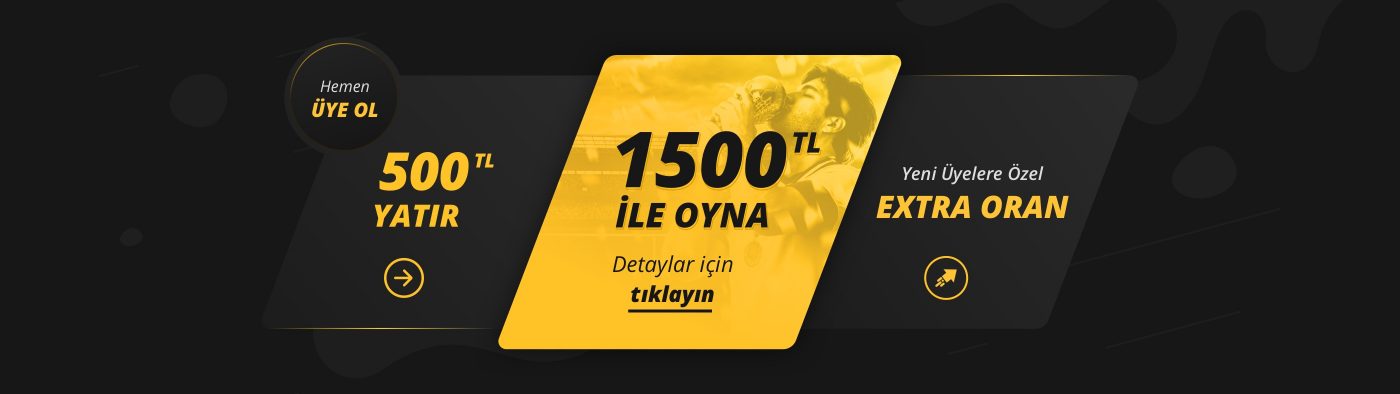 Hemen
ÜYE OL
500 TL
YATIR
1500 TL
İLE OYNA
Detaylar için
tıklayın
Yeni Üyelere Özel
EXTRA ORAN